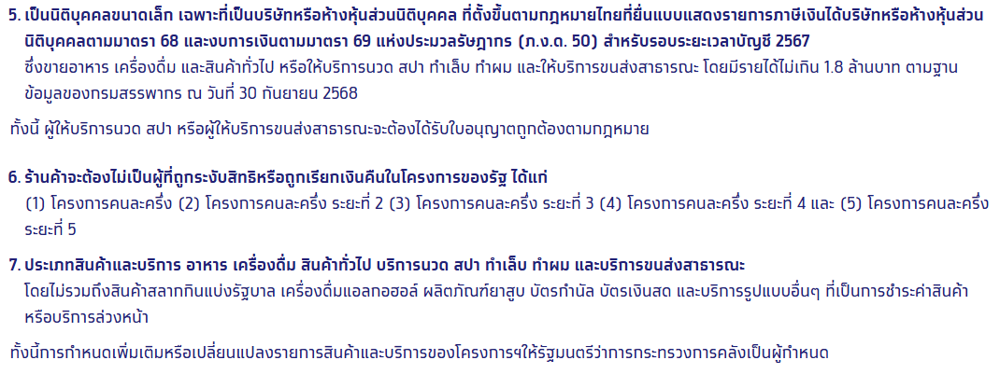 5. เป็นนิติบุคคลขนาดเล็ก เฉพาะที่เป็นบริษัทหรือห้างหุ้นส่วนนิติบุคคล ที่ตั้งขึ้นตามกฎหมายไทยที่ยื่นแบบแสดงรายการภาษีเงินได้บริษัทหรือห้างหุ้นส่วน
นิติบุคคลตามมาตรา 68 และงบการเงินตามมาตรา 69 แห่งประมวลรัษฎากร (ภ.ง.ด. 50) สำหรับรอบระยะเวลาบัญชี 2567
ซึ่งขายอาหาร เครื่องดื่ม และสินค้าทั่วไป หรือให้บริการนวด สปา ทำเล็บ ทำผม และให้บริการขนส่งสาธารณะ โดยมีรายได้ไม่เกิน 1.8 ล้านบาท ตามฐาน
ข้อมูลของกรมสรรพากร ณ วันที่ 30 กันยายน 2568
ทั้งนี้ ผู้ให้บริการนวด สปา หรือผู้ให้บริการขนส่งสาธารณะจะต้องได้รับใบอนุญาตถูกต้องตามกฎหมาย
6. ร้านค้าจะต้องไม่เป็นผู้ที่ถูกระงับสิทธิหรือถูกเรียกเงินคืนในโครงการของรัฐ ได้แก่
(1) โครงการคนละครึ่ง (2) โครงการคนละครึ่ง ระยะที่ 2 (3) โครงการคนละครึ่ง ระยะที่ 3 (4) โครงการคนละครึ่ง ระยะที่ 4 และ (5) โครงการคนละครึ่ง
ระยะที่ 5
7. ประเภทสินค้าและบริการ อาหาร เครื่องดื่ม สินค้าทั่วไป บริการนวด สปา ทำเล็บ ทำผม และบริการขนส่งสาธารณะ
โดยไม่รวมถึงสินค้าสลากกินแบ่งรัฐบาล เครื่องดื่มแอลกอฮอล์ ผลิตภัณฑ์ยาสูบ บัตรกำนัล บัตรเงินสด และบริการรูปแบบอื่นๆ ที่เป็นการชำระค่าสินค้า
หรือบริการล่วงหน้า
ทั้งนี้การกำหนดเพิ่มเติมหรือเปลี่ยนแปลงรายการสินค้าและบริการของโครงการฯให้รัฐมนตรีว่าการกระทรวงการคลังเป็นผู้กำหนด